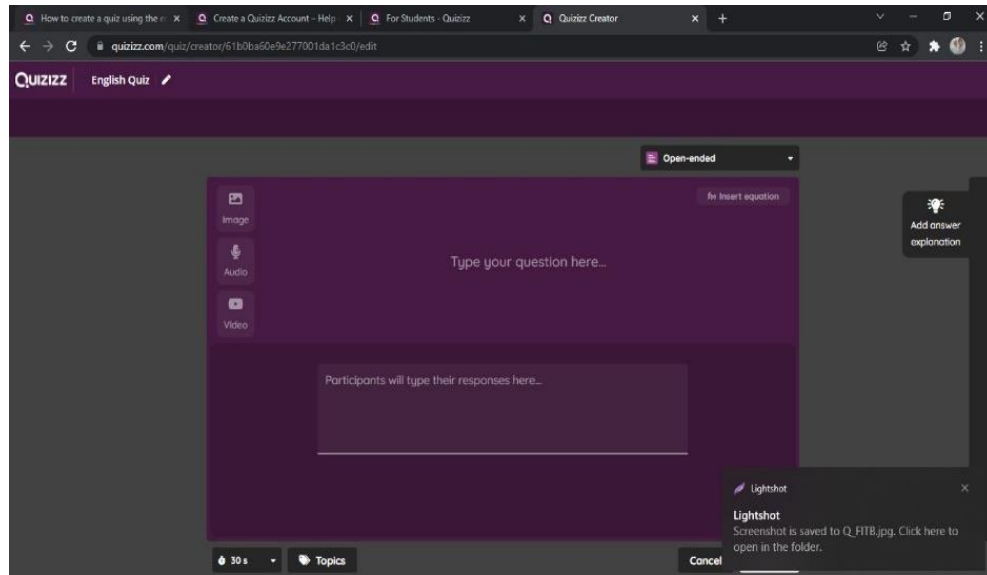 How to create a quiz using the
Create a Quizizz Account – Help
For Students - Quizizz
Quizizz Creator
quizizz.com/quiz/creator/61b0ba60e9e277001da1c3c0/edit
QUIZIZZ
English Quiz
Open-ended
Image
Insert equation
Add answer
explanation
Audio
Type your question here...
Video
Participants will type their responses here...
Lightshot
Lightshot
Screenshot is saved to Q_FITB.jpg. Click here to
open in the folder.
30 s
Topics
Cancel